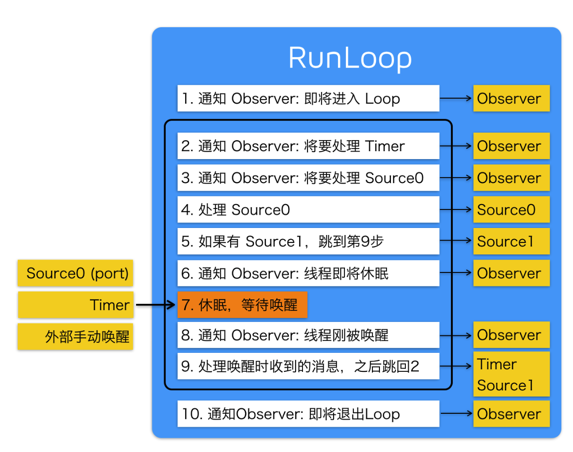 RunLoop
1. 通知 Observer: 即将进入 Loop
Observer
2. 通知 Observer: 将要处理 Timer
Observer
3. 通知 Observer: 将要处理 Source0
Observer
4. 处理 Source0
Source0
5. 如果有 Source1，跳到第9步
Source1
Source0 (port)
6. 通知 Observer: 线程即将休眠
Observer
Timer
7. 休眠，等待唤醒
外部手动唤醒
8. 通知 Observer: 线程刚被唤醒
Observer
9. 处理唤醒时收到的消息，之后跳回2
Timer
Source1
10. 通知Observer: 即将退出Loop
Observer